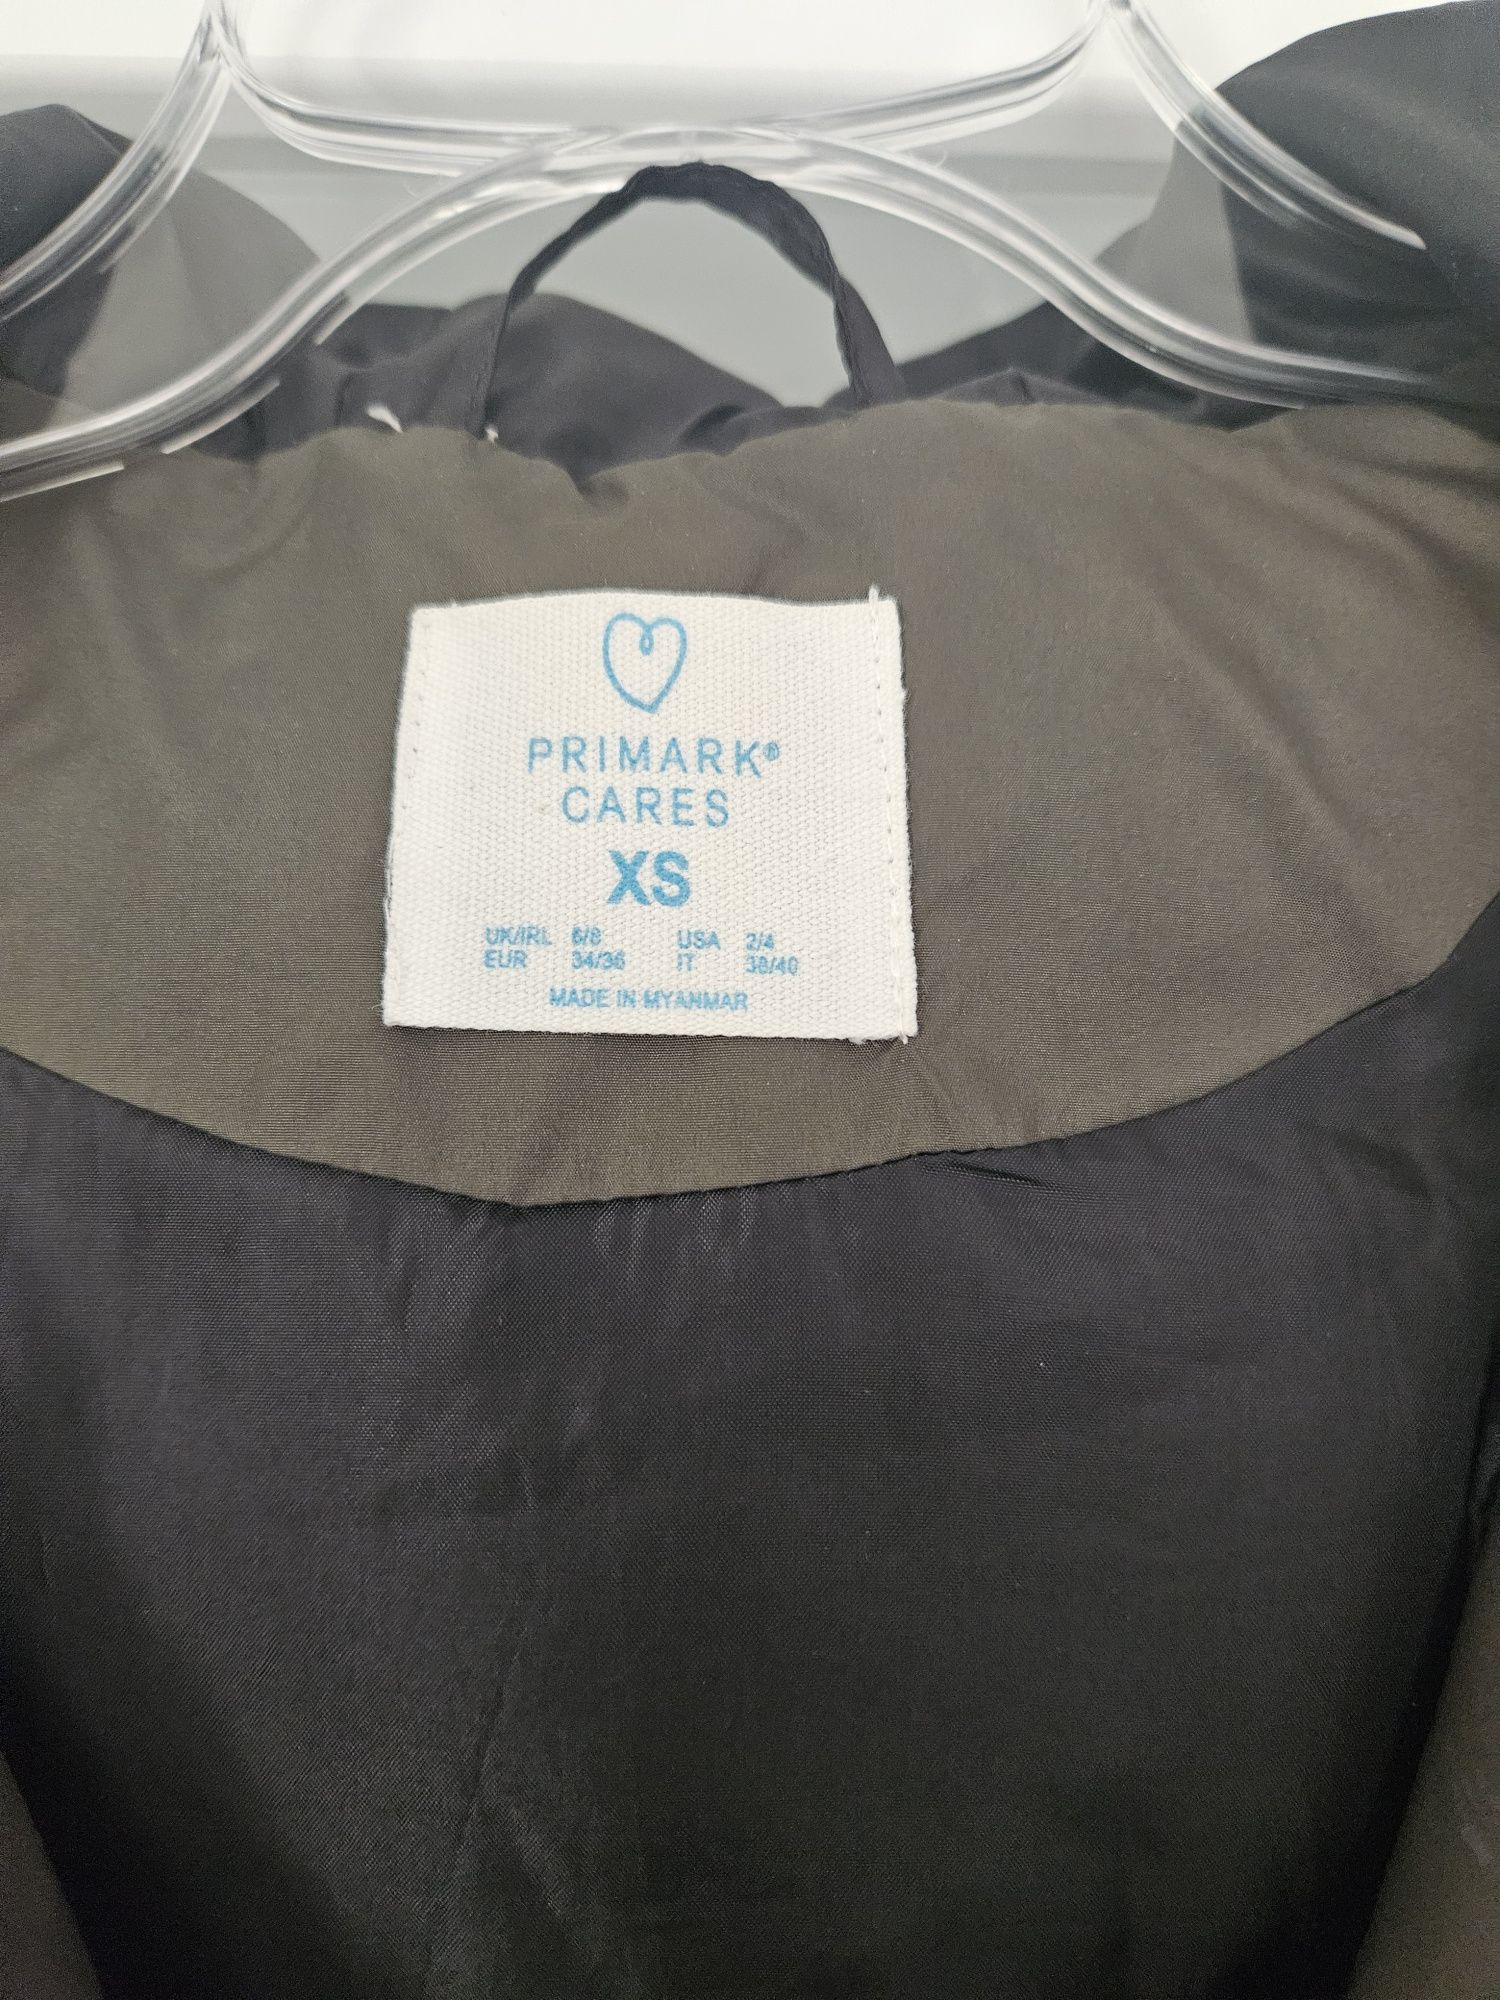 PRIMARK®
CARES
XS
UK/IRL 6/8 USA 2/4
EUR 34/36 IT 38/40
MADE IN MYANMAR